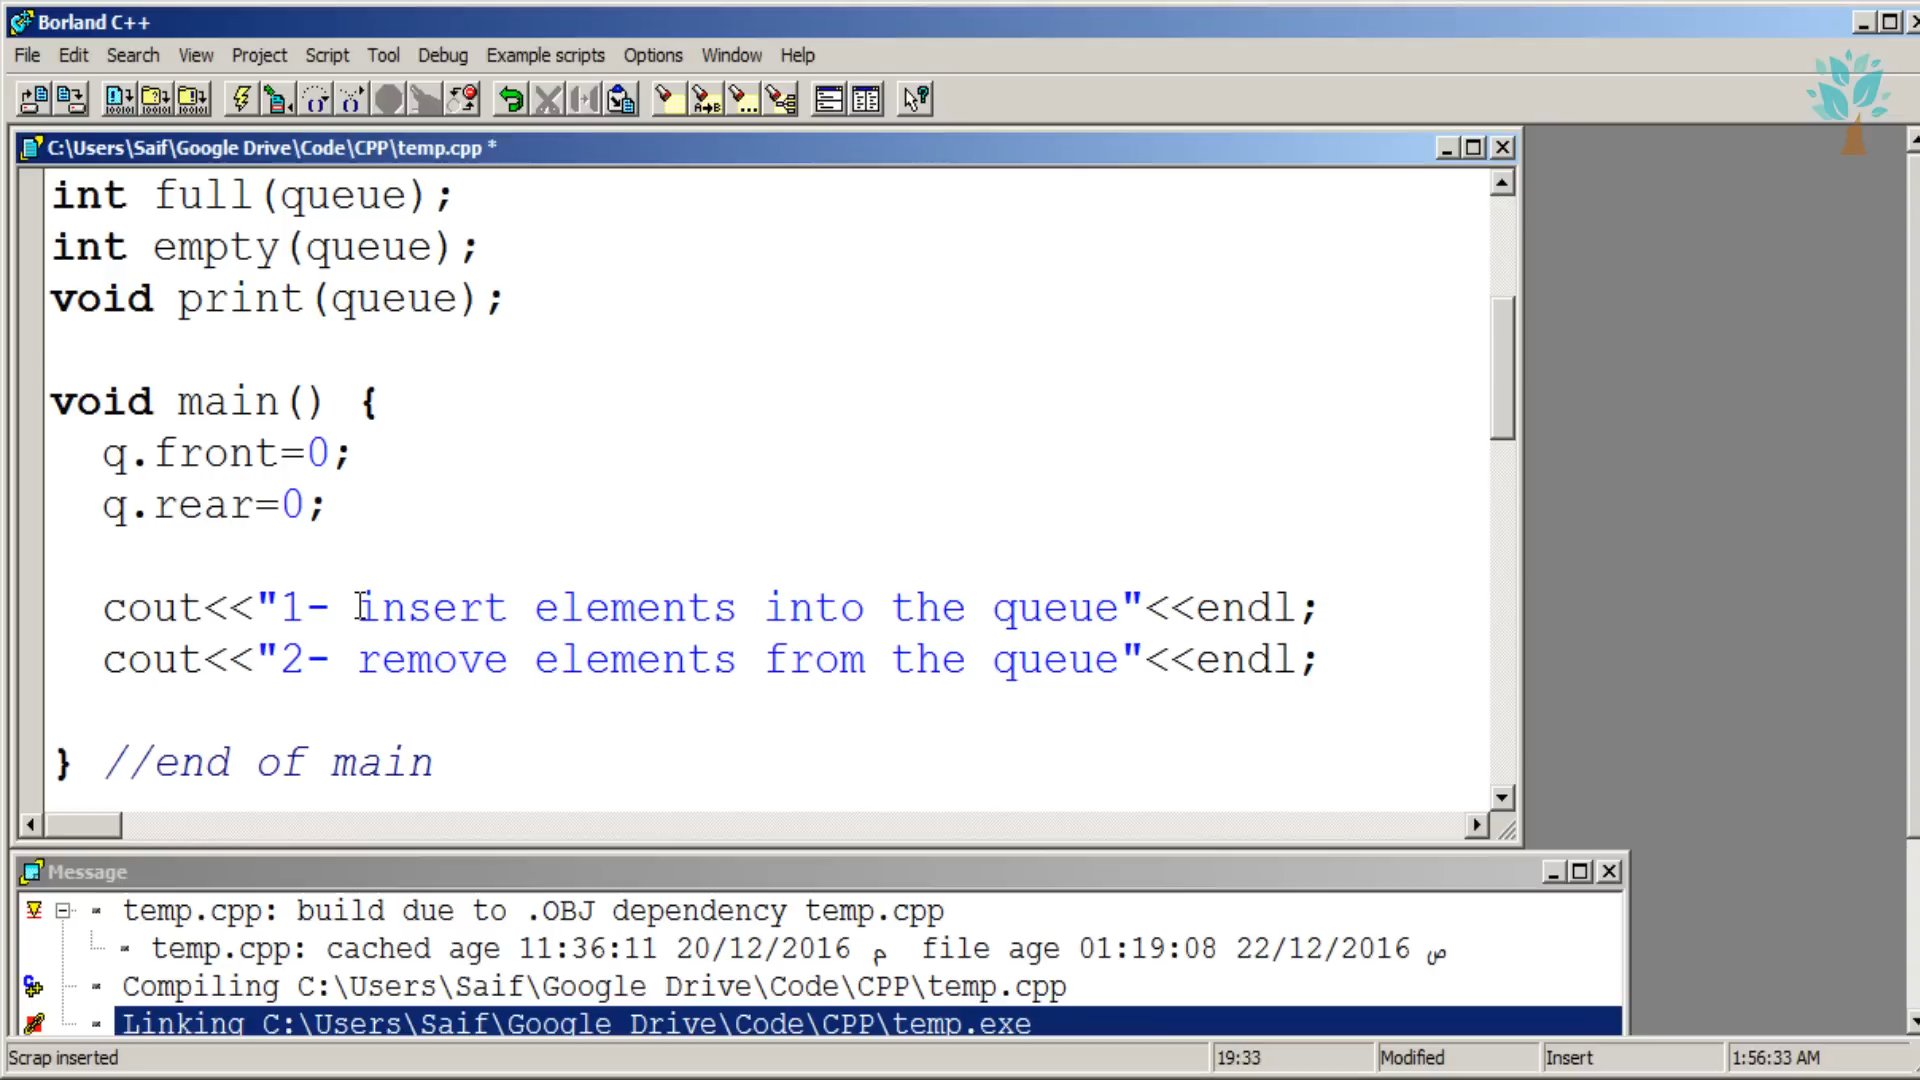 Borland C++
File Edit Search View Project Script Tool Debug Example scripts Options Window Help
C:\Users\Saif\Google Drive\Code\CPP\temp.cpp *
int full(queue);
int empty(queue);
void print(queue);
void main() {
q.front=0;
q.rear=0;
cout<<"1- insert elements into the queue"<<endl;
cout<<"2- remove elements from the queue"<<endl;
} //end of main
Message
temp.cpp: build due to .OBJ dependency temp.cpp
temp.cpp: cached age 11:36:11 20/12/2016 م file age 01:19:08 22/12/2016 ص
Compiling C:\Users\Saif\Google Drive\Code\CPP\temp.cpp
Linking C:\Users\Saif\Google Drive\Code\CPP\temp.exe
Scrap inserted 19:33 Modified Insert 1:56:33 AM